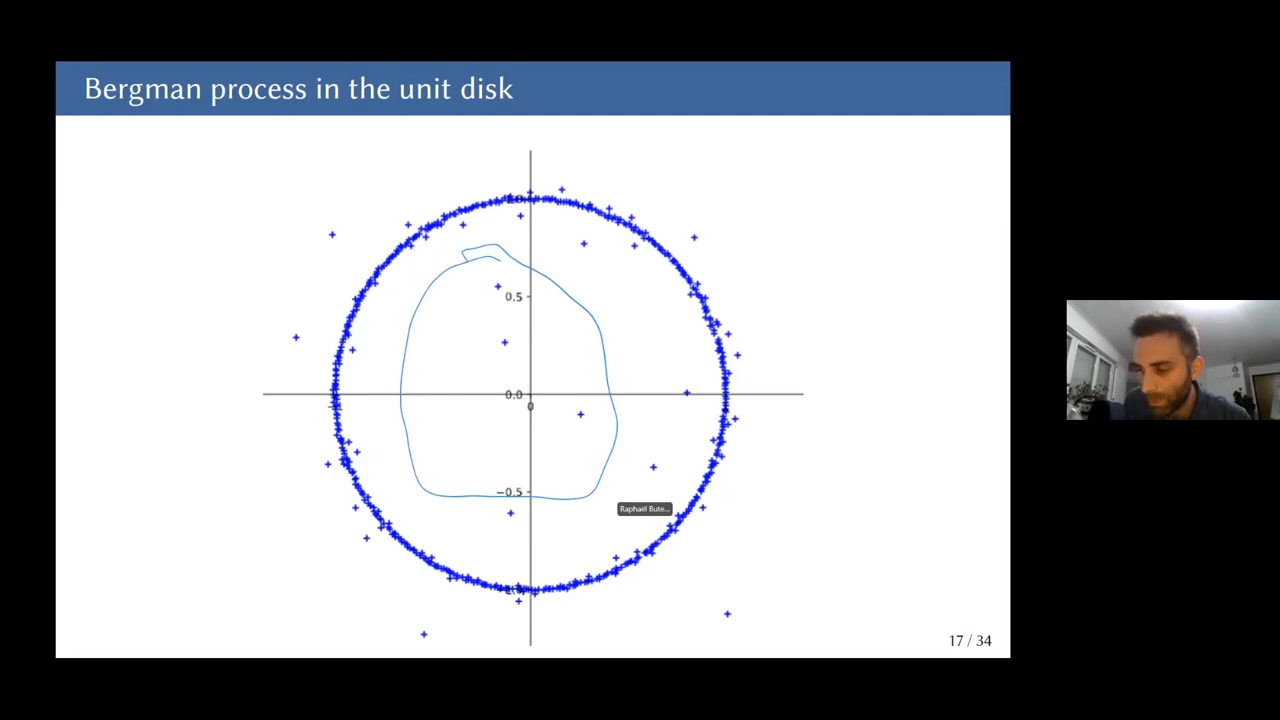 Bergman process in the unit disk
0.5
0.0
0
−0.5
Raphaël Bute...
17 / 34